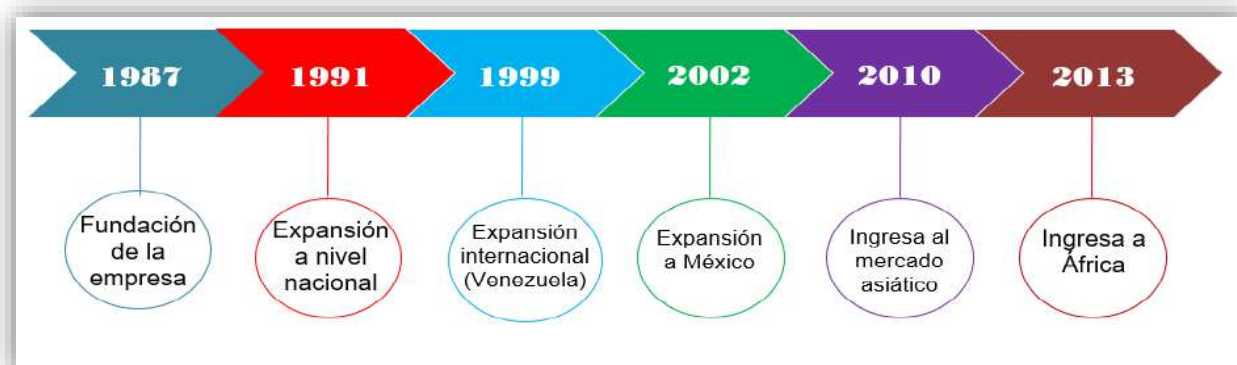 1987
1991
1999
2002
2010
2013
Fundación
de la
empresa
Expansión
a nivel
nacional
Expansión
internacional
(Venezuela)
Expansión
a México
Ingresa al
mercado
asiático
Ingresa a
África